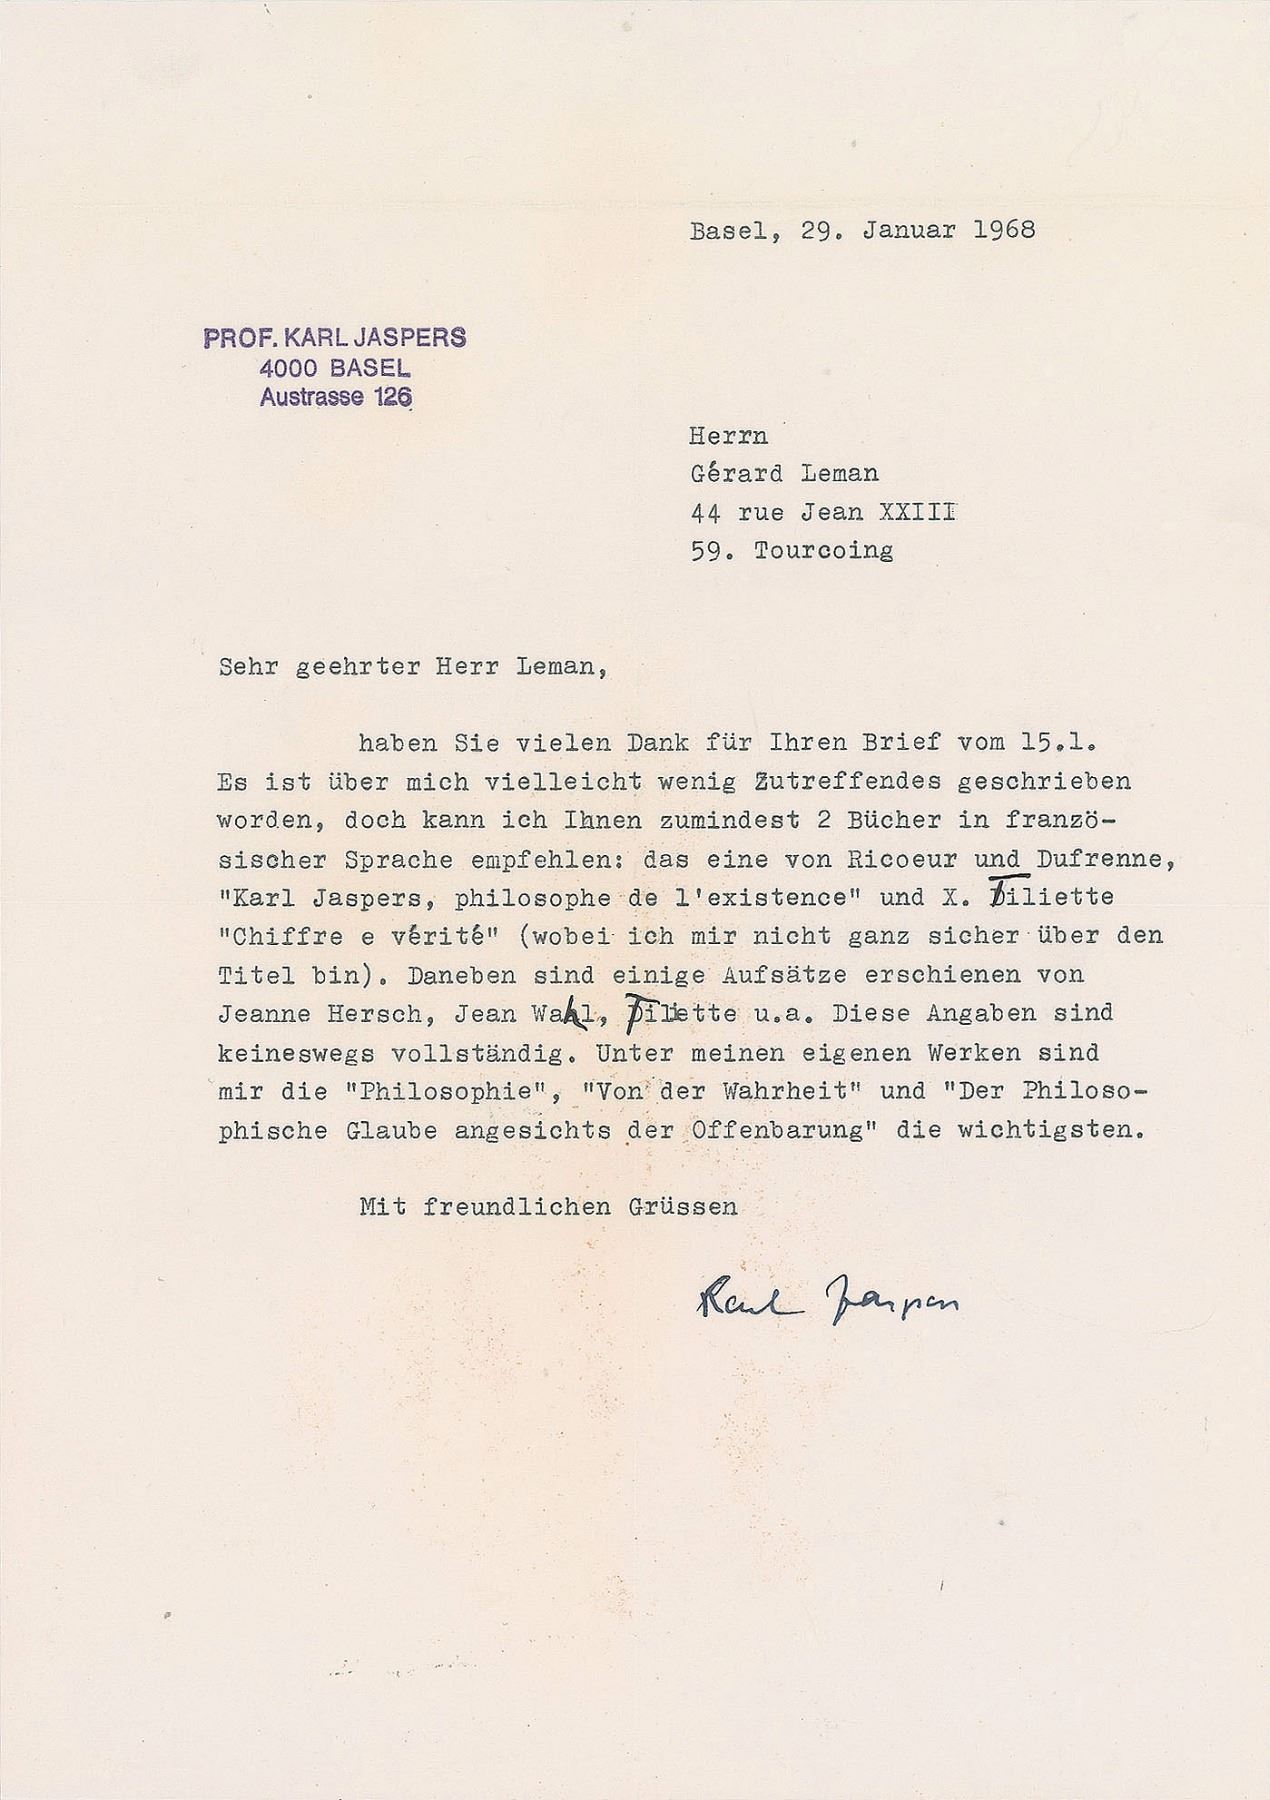 Basel, 29. Januar 1968
PROF. KARL JASPERS
4000 BASEL
Austrasse 126
Herrn
Gérard Leman
44 rue Jean XXIII
59. Tourcoing
Sehr geehrter Herr Leman,
haben Sie vielen Dank für Ihren Brief vom 15.1.
Es ist über mich vielleicht wenig Zutreffendes geschrieben
worden, doch kann ich Ihnen zumindest 2 Bücher in franzö-
sischer Sprache empfehlen: das eine von Ricoeur und Dufrenne,
"Karl Jaspers, philosophe de l'existence" und X. Tiliette
"Chiffre e vérité" (wobei ich mir nicht ganz sicher über den
Titel bin). Daneben sind einige Aufsätze erschienen von
Jeanne Hersch, Jean Wahl, Tiliette u.a. Diese Angaben sind
keineswegs vollständig. Unter meinen eigenen Werken sind
mir die "Philosophie", "Von der Wahrheit" und "Der Philoso-
phische Glaube angesichts der Offenbarung" die wichtigsten.
Mit freundlichen Grüssen
Karl Jaspers